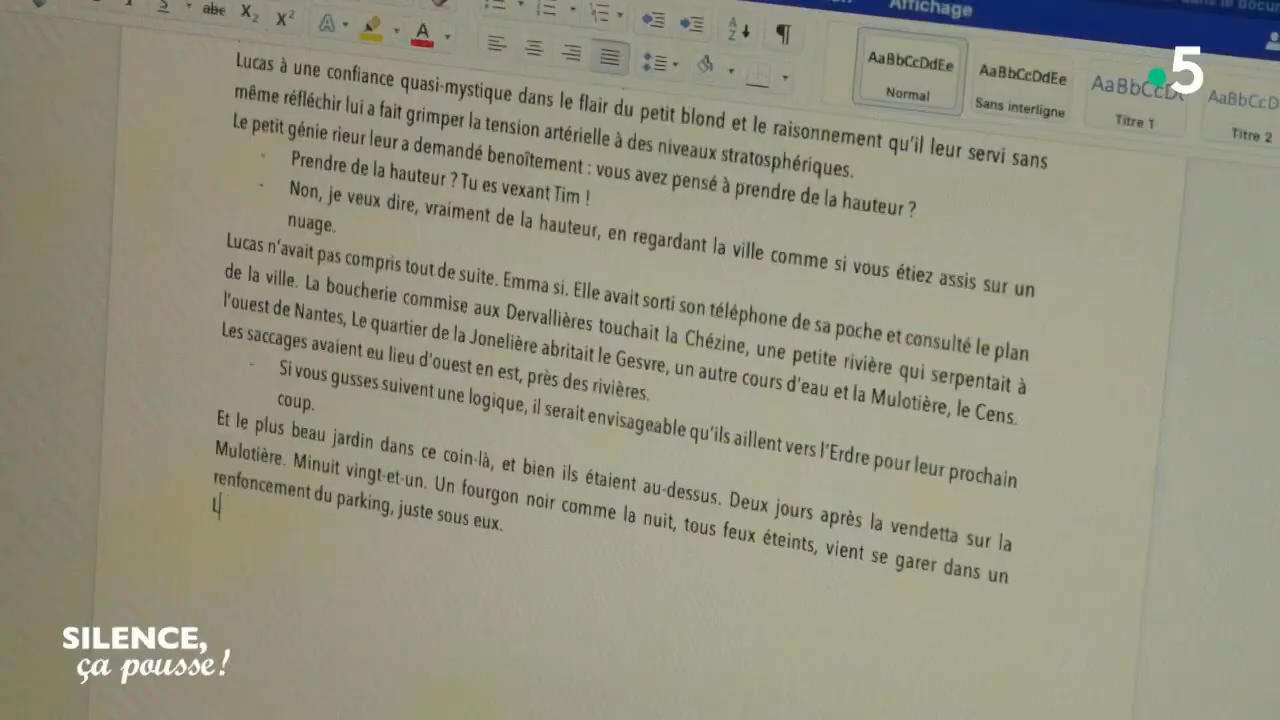 Affichage
abc X₂ X²
A A A Z ¶
AaBbCcDdEe AaBbCcDdEe AaBbCcD AaBbCcD
Normal Sans interligne Titre 1 Titre 2
5
Lucas à une confiance quasi-mystique dans le flair du petit blond et le raisonnement qu'il leur servi sans
même réfléchir lui a fait grimper la tension artérielle à des niveaux stratosphériques.
Le petit génie rieur leur a demandé benoîtement : vous avez pensé à prendre de la hauteur ?
- Prendre de la hauteur ? Tu es vexant Tim !
- Non, je veux dire, vraiment de la hauteur, en regardant la ville comme si vous étiez assis sur un
nuage.
Lucas n'avait pas compris tout de suite. Emma si. Elle avait sorti son téléphone de sa poche et consulté le plan
de la ville. La boucherie commise aux Dervallières touchait la Chézine, une petite rivière qui serpentait à
l'ouest de Nantes, Le quartier de la Jonelière abritait le Gesvre, un autre cours d'eau et la Mulotière, le Cens.
Les saccages avaient eu lieu d'ouest en est, près des rivières.
- Si vous gusses suivent une logique, il serait envisageable qu'ils aillent vers l'Erdre pour leur prochain
coup.
Et le plus beau jardin dans ce coin-là, et bien ils étaient au-dessus. Deux jours après la vendetta sur la
Mulotière. Minuit vingt-et-un. Un fourgon noir comme la nuit, tous feux éteints, vient se garer dans un
renfoncement du parking, juste sous eux.
L
SILENCE,
ça pousse !